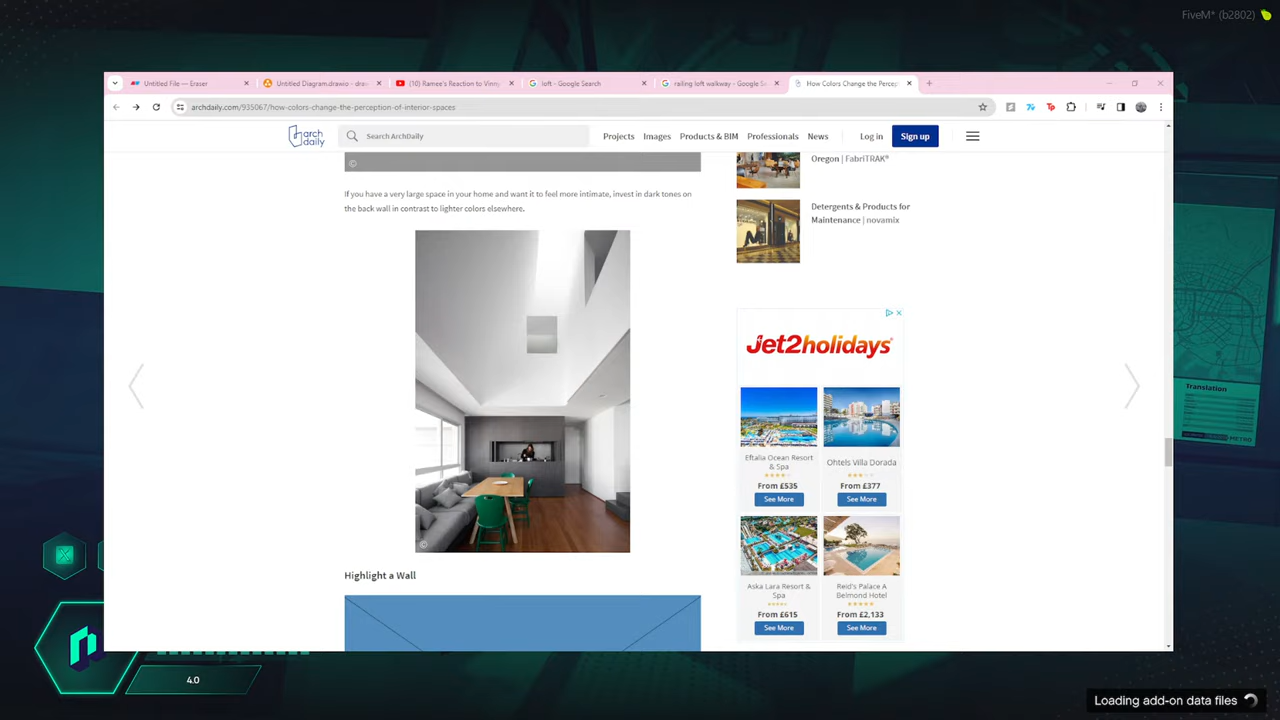 FiveM* (b2802)
Untitled File — Eraser
Untitled Diagram.drawio - draw
(10) Ramee's Reaction to Vinny
loft - Google Search
railing loft walkway - Google Se
How Colors Change the Percep
archdaily.com/935067/how-colors-change-the-perception-of-interior-spaces
arch
daily
Search ArchDaily
Projects
Images
Products & BIM
Professionals
News
Log in
Sign up
Oregon | FabriTRAK®
©
If you have a very large space in your home and want it to feel more intimate, invest in dark tones on
the back wall in contrast to lighter colors elsewhere.
Detergents & Products for
Maintenance | novamix
Jet2holidays
Eftalia Ocean Resort
& Spa
From £535
See More
Ohtels Villa Dorada
From £377
See More
Aska Lara Resort &
Spa
From £615
See More
Reid's Palace A
Belmond Hotel
From £2,133
See More
©
Highlight a Wall
Translation
METRO
4.0
Loading add-on data files